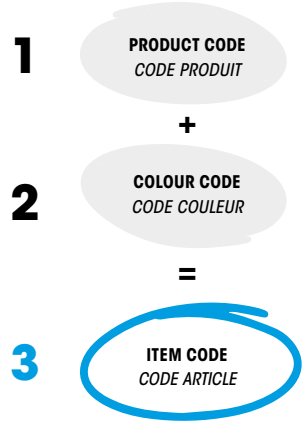 1
PRODUCT CODE
CODE PRODUIT
+
2
COLOUR CODE
CODE COULEUR
=
3
ITEM CODE
CODE ARTICLE